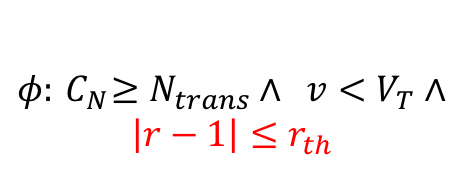 ϕ: C_N ≥ N_trans ∧ v < V_T ∧
|r − 1| ≤ r_th